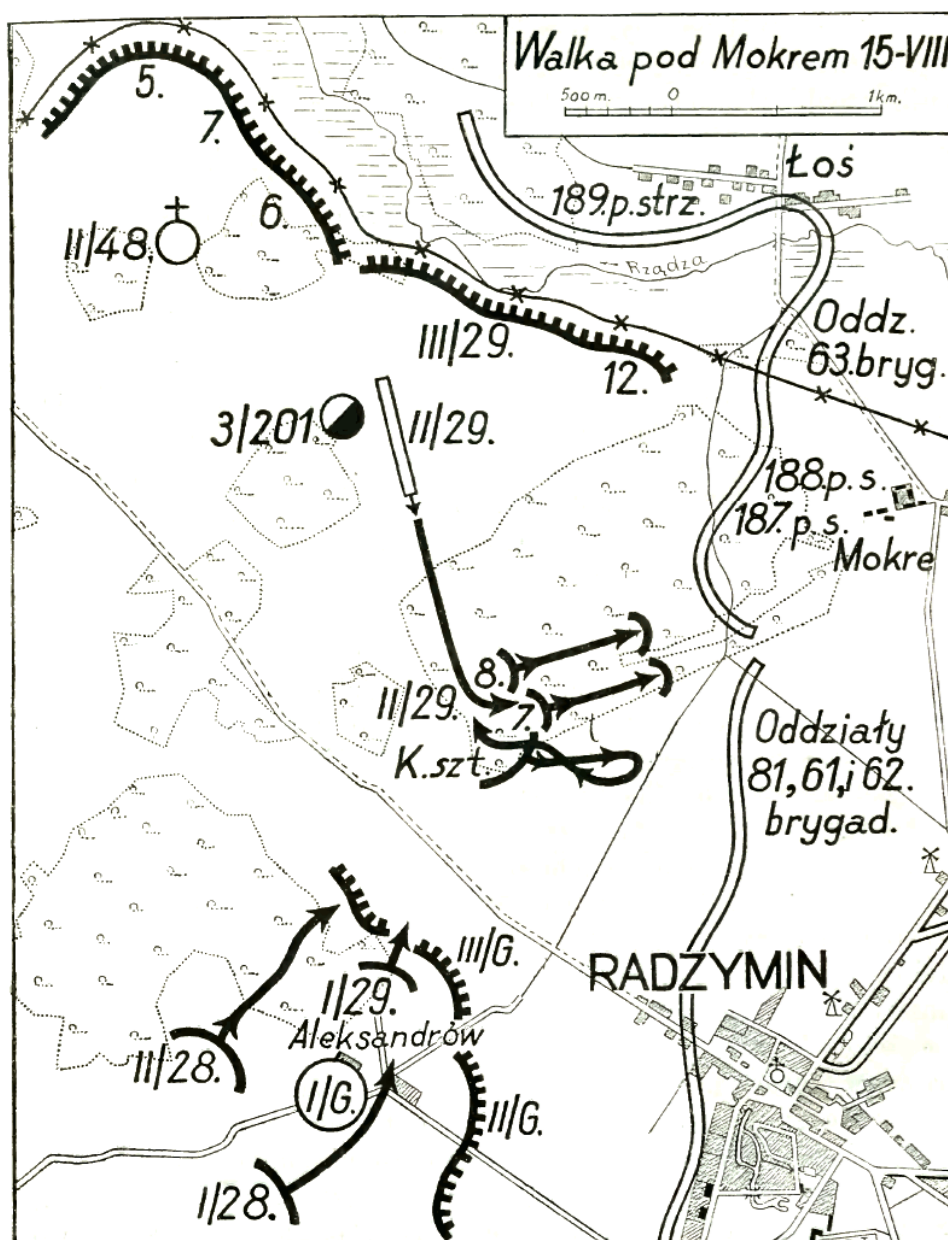 Walka pod Mokrem 15-VIII
500 m. 0 1km.
5.
7.
6.
II/48.
189.p.strz.
Łoś
Rządza
III/29.
12.
Oddz.
63.bryg.
3/201
II/29.
188.p.s.
187.p.s.
Mokre
8.
II/29.
7.
K.szt.
Oddziały
81,61,i 62.
brygad.
III/G.
RADZYMIN
I/29.
Aleksandrów
II/28.
I/G.
II/G.
I/28.